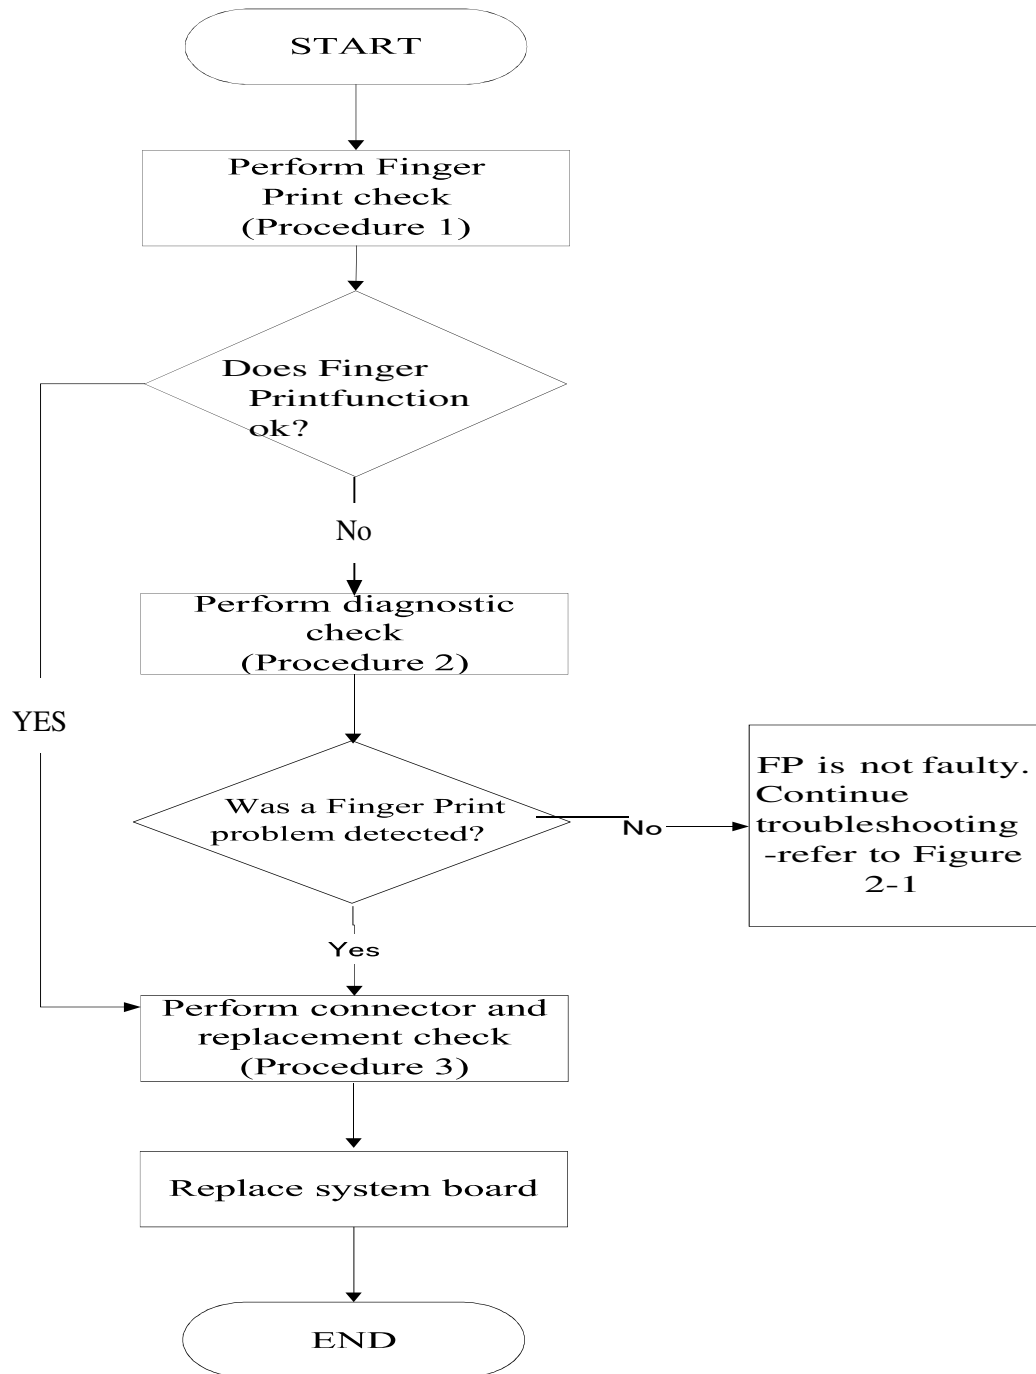 START
Perform Finger
Print check
(Procedure 1)
Does Finger
Printfunction
ok?
No
Perform diagnostic
check
(Procedure 2)
YES
Was a Finger Print
problem detected?
No
FP is not faulty.
Continue
troubleshooting
-refer to Figure
2-1
Yes
Perform connector and
replacement check
(Procedure 3)
Replace system board
END